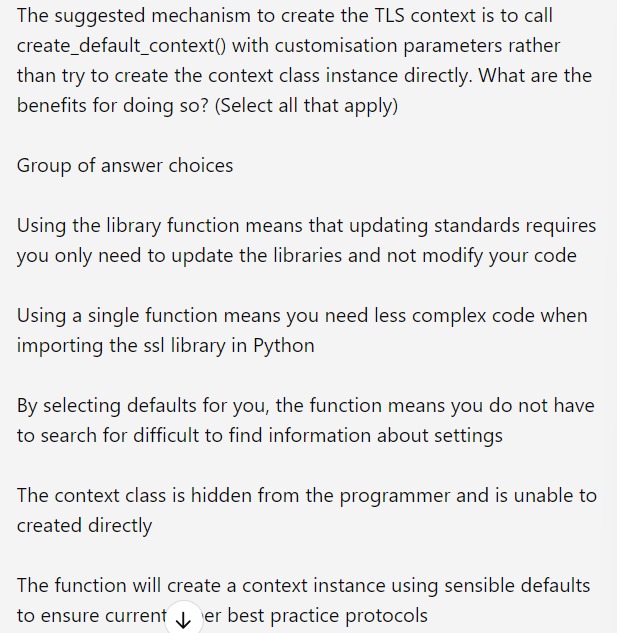 The suggested mechanism to create the TLS context is to call
create_default_context() with customisation parameters rather
than try to create the context class instance directly. What are the
benefits for doing so? (Select all that apply)
Group of answer choices
Using the library function means that updating standards requires
you only need to update the libraries and not modify your code
Using a single function means you need less complex code when
importing the ssl library in Python
By selecting defaults for you, the function means you do not have
to search for difficult to find information about settings
The context class is hidden from the programmer and is unable to
created directly
The function will create a context instance using sensible defaults
to ensure current er best practice protocols